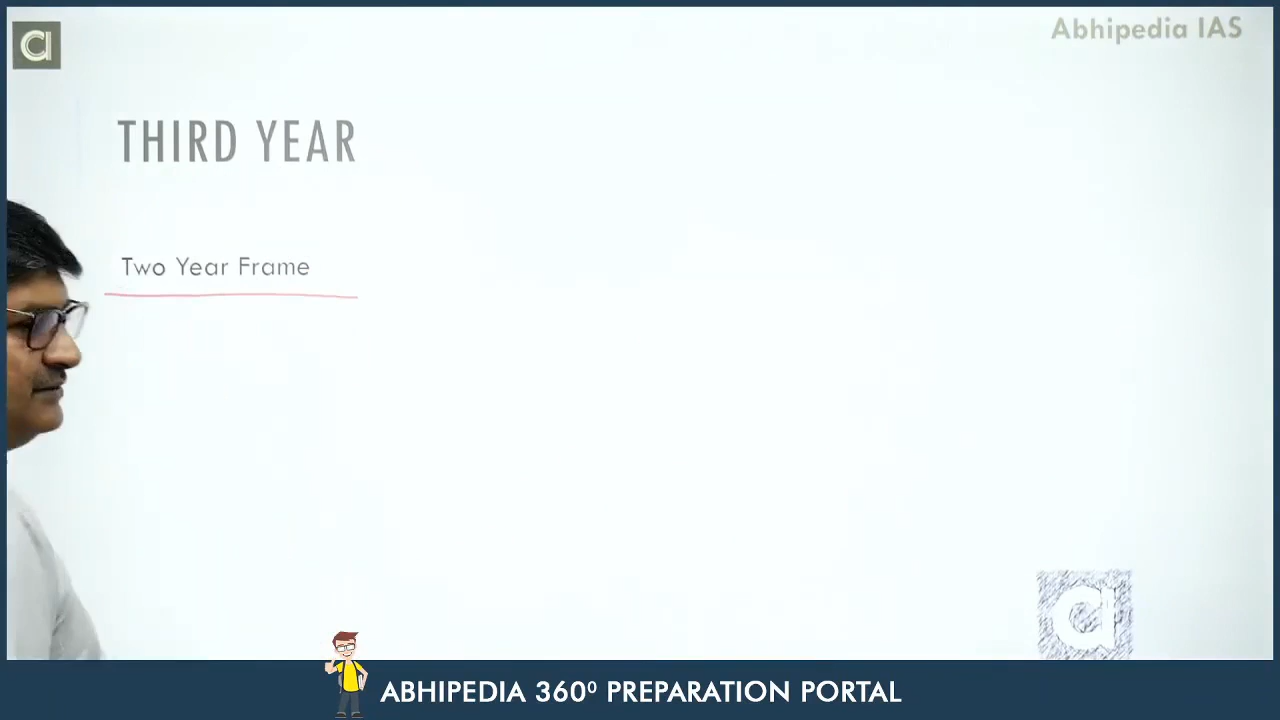 Abhipedia IAS
THIRD YEAR
Two Year Frame
ABHIPEDIA 360⁰ PREPARATION PORTAL